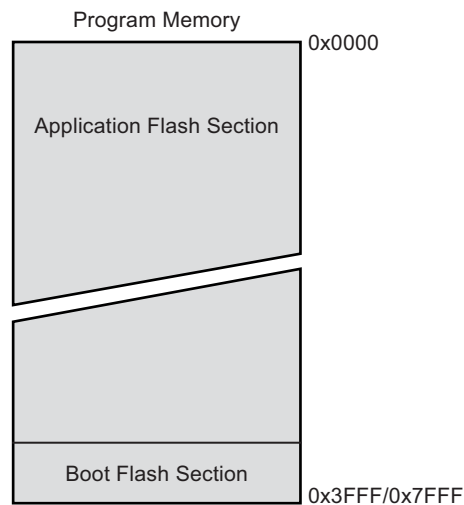 Program Memory
0x0000
Application Flash Section
Boot Flash Section
0x3FFF/0x7FFF